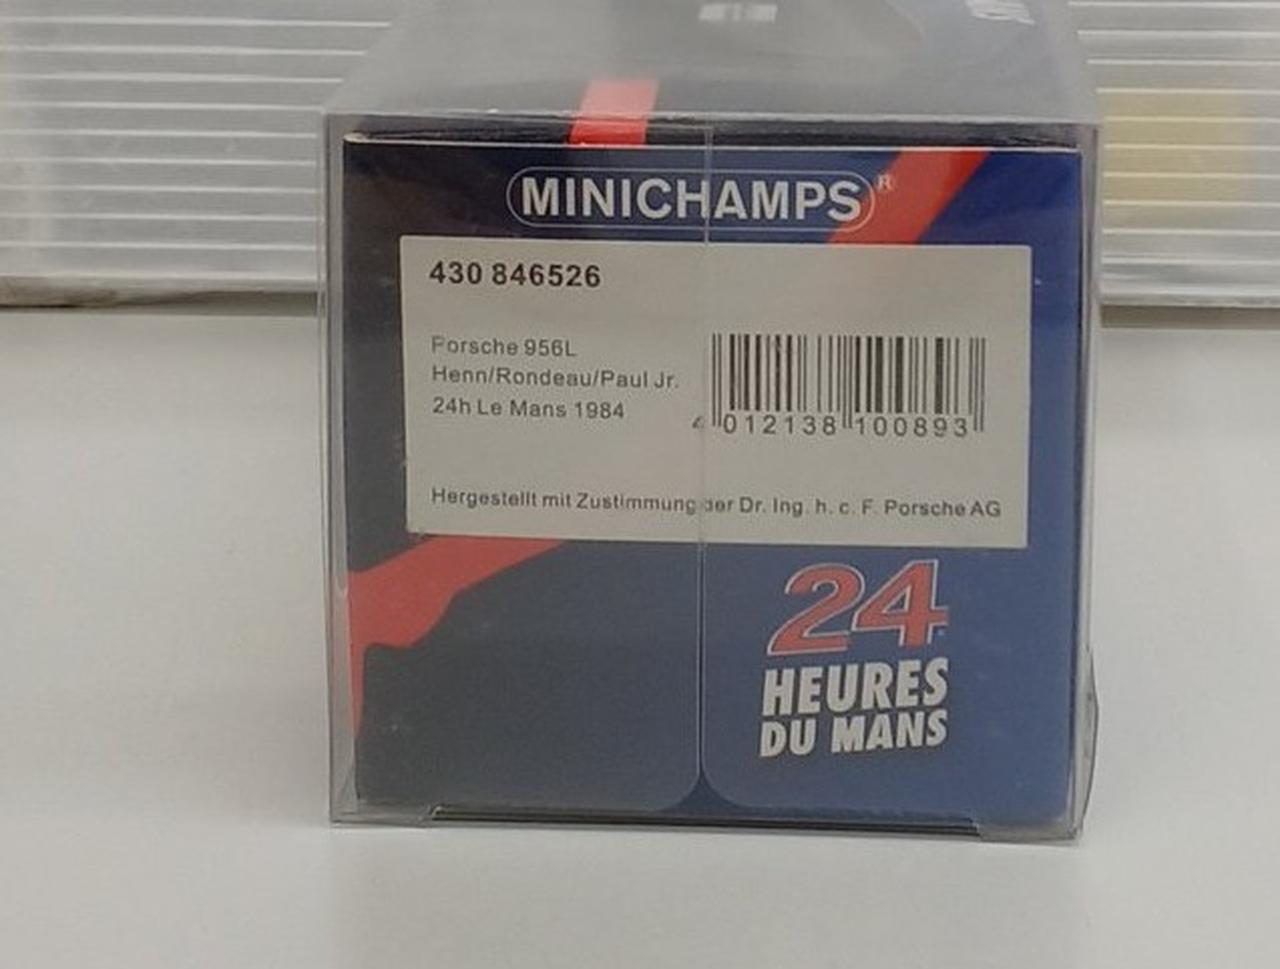 MINICHAMPS®
430 846526
Porsche 956L
Henn/Rondeau/Paul Jr.
24h Le Mans 1984
4 012138 100893
Hergestellt mit Zustimmung der Dr. Ing. h. c. F. Porsche AG
24
HEURES
DU MANS